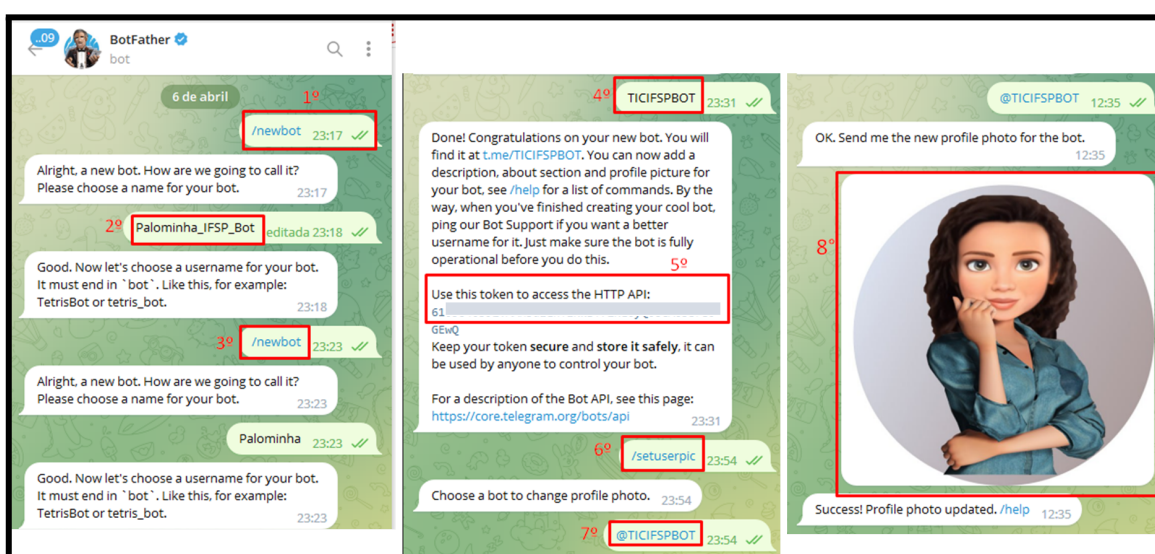 ..09
BotFather
bot
6 de abril
1º
/newbot 23:17
Alright, a new bot. How are we going to call it?
Please choose a name for your bot. 23:17
2º Palominha_IFSP_Bot editada 23:18
Good. Now let's choose a username for your bot.
It must end in `bot`. Like this, for example:
TetrisBot or tetris_bot. 23:18
3º /newbot 23:23
Alright, a new bot. How are we going to call it?
Please choose a name for your bot. 23:23
Palominha 23:23
Good. Now let's choose a username for your bot.
It must end in `bot`. Like this, for example:
TetrisBot or tetris_bot. 23:23
4º TICIFSPBOT 23:31
Done! Congratulations on your new bot. You will
find it at t.me/TICIFSPBOT. You can now add a
description, about section and profile picture for
your bot, see /help for a list of commands. By the
way, when you've finished creating your cool bot,
ping our Bot Support if you want a better
username for it. Just make sure the bot is fully
operational before you do this.
5º
Use this token to access the HTTP API:
61
GEwQ
Keep your token secure and store it safely, it can
be used by anyone to control your bot.
For a description of the Bot API, see this page:
https://core.telegram.org/bots/api 23:31
6º /setuserpic 23:54
Choose a bot to change profile photo. 23:54
7º @TICIFSPBOT 23:54
@TICIFSPBOT 12:35
OK. Send me the new profile photo for the bot.
12:35
8º
Success! Profile photo updated. /help 12:35